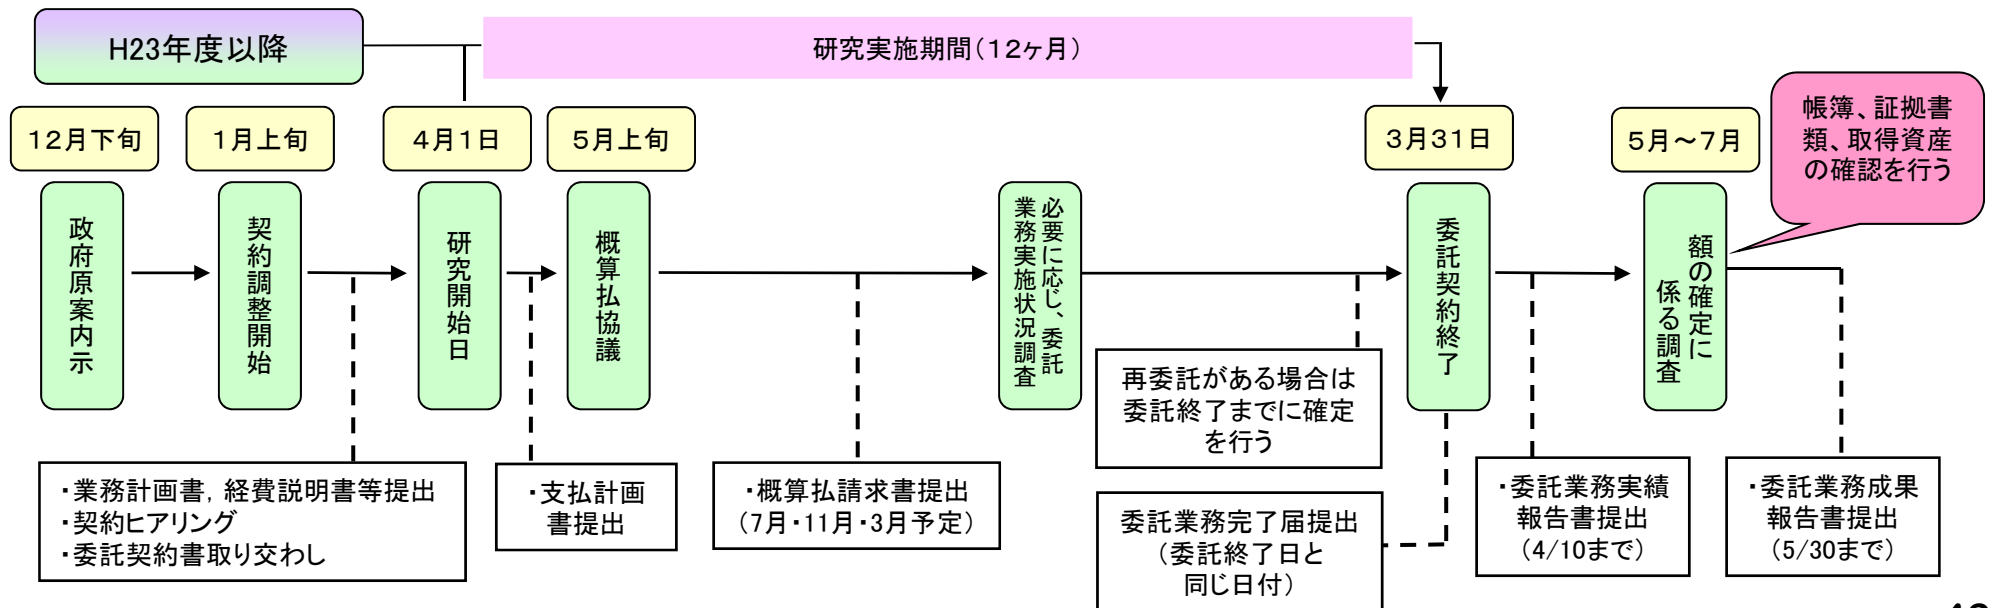 H23年度以降
研究実施期間(12ヶ月)
12月下旬
1月上旬
4月1日
5月上旬
3月31日
5月～7月
帳簿、証拠書
類、取得資産
の確認を行う
政府原案内示
契約調整開始
研究開始日
概算払協議
必要に応じ、委託
業務実施状況調査
委託契約終了
額の確定に
係る調査
・業務計画書，経費説明書等提出
・契約ヒアリング
・委託契約書取り交わし
・支払計画
書提出
・概算払請求書提出
(7月・11月・3月予定)
再委託がある場合は
委託終了までに確定
を行う
委託業務完了届提出
(委託終了日と
同じ日付)
・委託業務実績
報告書提出
(4/10まで)
・委託業務成果
報告書提出
(5/30まで)